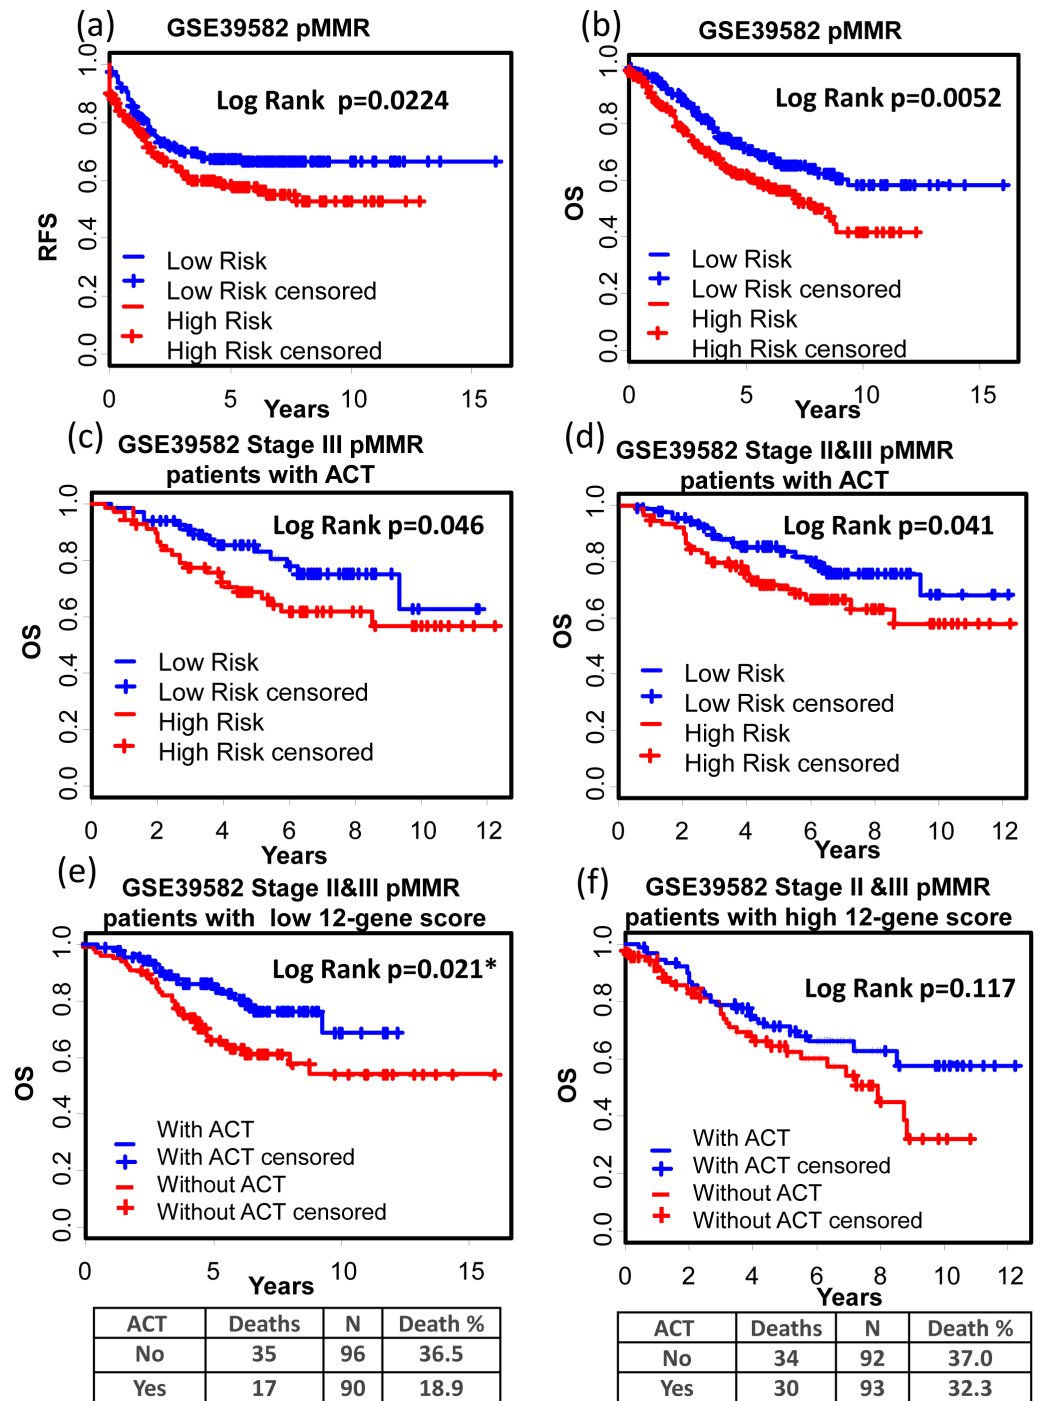 (a)
GSE39582 pMMR
Log Rank p=0.0224
RFS
0.0 0.2 0.4 0.6 0.8 1.0
Low Risk
Low Risk censored
High Risk
High Risk censored
0 5 10 15
Years
(b)
GSE39582 pMMR
Log Rank p=0.0052
OS
0.0 0.2 0.4 0.6 0.8 1.0
Low Risk
Low Risk censored
High Risk
High Risk censored
0 5 10 15
Years
(c)
GSE39582 Stage III pMMR
patients with ACT
Log Rank p=0.046
OS
0.0 0.2 0.4 0.6 0.8 1.0
Low Risk
Low Risk censored
High Risk
High Risk censored
0 2 4 6 8 10 12
Years
(d)
GSE39582 Stage II&III pMMR
patients with ACT
Log Rank p=0.041
OS
0.0 0.2 0.4 0.6 0.8 1.0
Low Risk
Low Risk censored
High Risk
High Risk censored
0 2 4 6 8 10 12
Years
(e)
GSE39582 Stage II&III pMMR
patients with low 12-gene score
Log Rank p=0.021*
OS
0.0 0.2 0.4 0.6 0.8 1.0
With ACT
With ACT censored
Without ACT
Without ACT censored
0 5 10 15
Years
ACT Deaths N Death %
No 35 96 36.5
Yes 17 90 18.9
(f)
GSE39582 Stage II &III pMMR
patients with high 12-gene score
Log Rank p=0.117
OS
0.0 0.2 0.4 0.6 0.8 1.0
With ACT
With ACT censored
Without ACT
Without ACT censored
0 2 4 6 8 10 12
Years
ACT Deaths N Death %
No 34 92 37.0
Yes 30 93 32.3